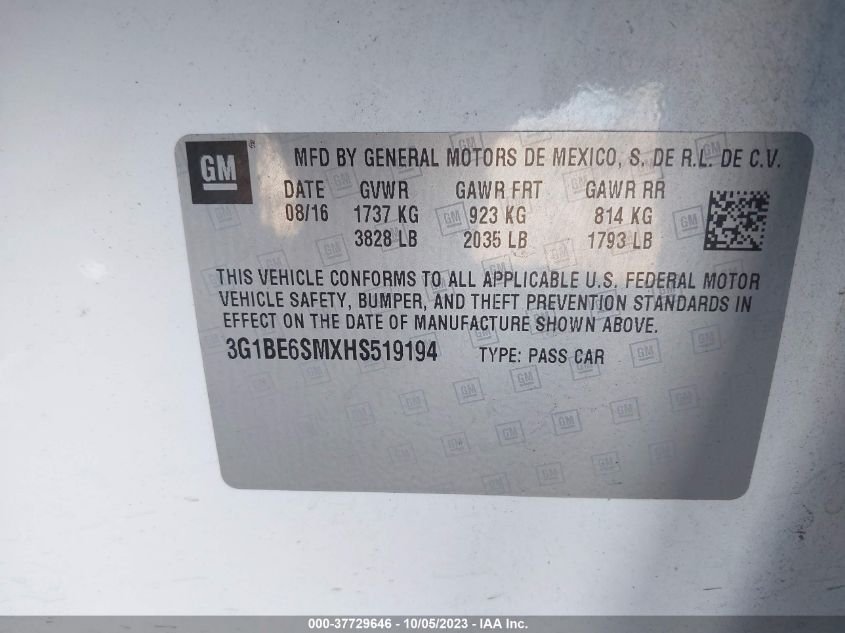 GM ® MFD BY GENERAL MOTORS DE MEXICO, S. DE R.L. DE C.V.
DATE GVWR GAWR FRT GAWR RR
08/16 1737 KG 923 KG 814 KG
3828 LB 2035 LB 1793 LB
THIS VEHICLE CONFORMS TO ALL APPLICABLE U.S. FEDERAL MOTOR
VEHICLE SAFETY, BUMPER, AND THEFT PREVENTION STANDARDS IN
EFFECT ON THE DATE OF MANUFACTURE SHOWN ABOVE.
3G1BE6SMXHS519194 TYPE: PASS CAR
000-37729646 - 10/05/2023 - IAA Inc.